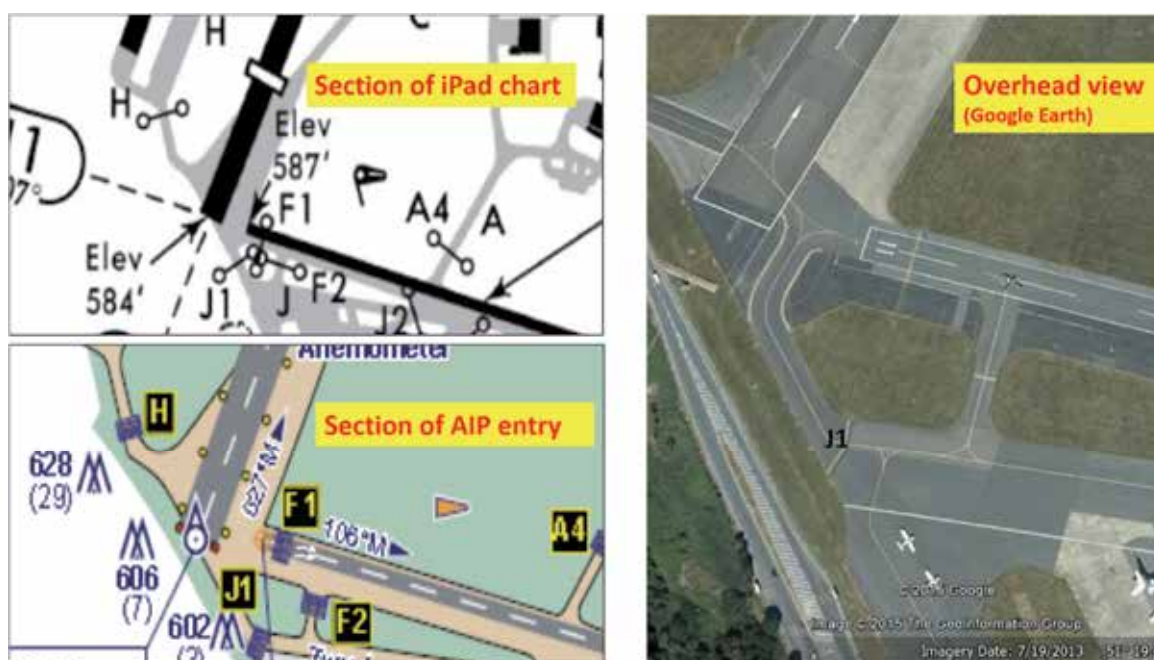 H
C
Section of iPad chart
H
Elev
587'
1
07°
F1
A4
A
Elev
584'
J1
J
F2
J2
Anemometer
Section of AIP entry
H
628
(29)
027°M
F1
106°M
A4
606
(7)
J1
602
F2
Overhead view
(Google Earth)
J1
Google
Image © 2015 The GeoInformation Group
Imagery Date: 7/19/2013